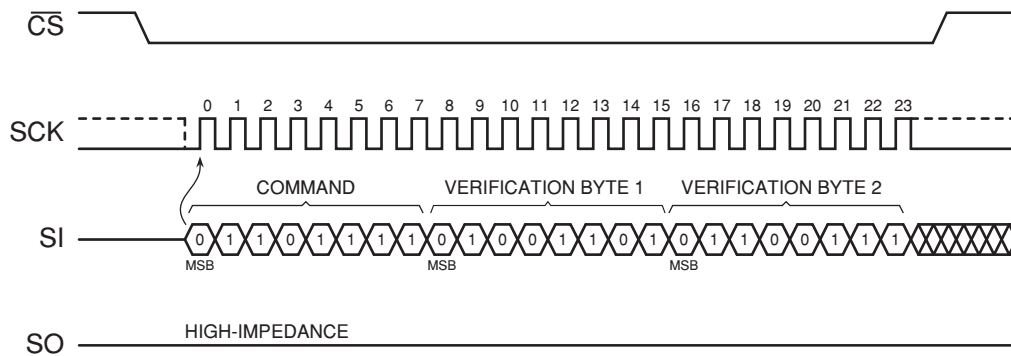 CS
0 1 2 3 4 5 6 7 8 9 10 11 12 13 14 15 16 17 18 19 20 21 22 23
SCK
COMMAND VERIFICATION BYTE 1 VERIFICATION BYTE 2
SI 0 1 1 0 1 1 1 1 0 1 0 0 1 1 0 1 0 1 1 0 0 1 1 1
MSB MSB MSB
HIGH-IMPEDANCE
SO